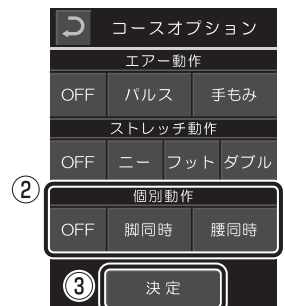 コースオプション
エアー動作
OFF パルス 手もみ
ストレッチ動作
OFF ニー フット ダブル
② 個別動作
OFF 脚同時 腰同時
③ 決定